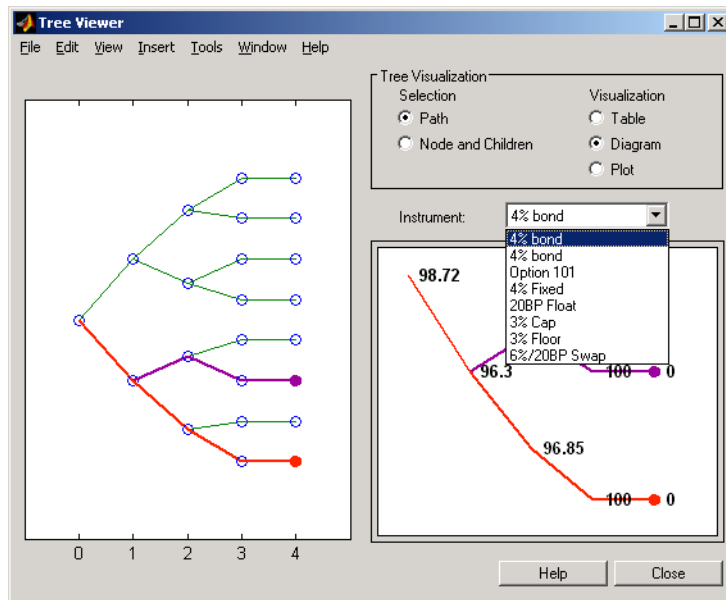 Tree Viewer
File Edit View Insert Tools Window Help
Tree Visualization
Selection Visualization
Path Table
Node and Children Diagram
Plot
Instrument: 4% bond
4% bond
4% bond
Option 101
4% Fixed
20BP Float
3% Cap
3% Floor
6%/20BP Swap
98.72
96.3 100 0
96.85
100 0
0 1 2 3 4
Help Close